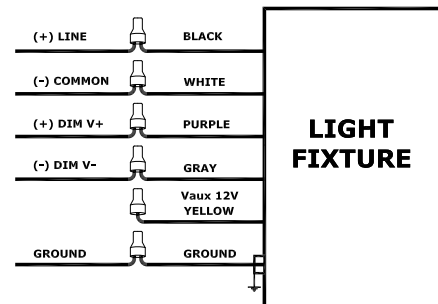 (+) LINE BLACK
(-) COMMON WHITE
(+) DIM V+ PURPLE
LIGHT
FIXTURE
(-) DIM V- GRAY
Vaux 12V
YELLOW
GROUND GROUND